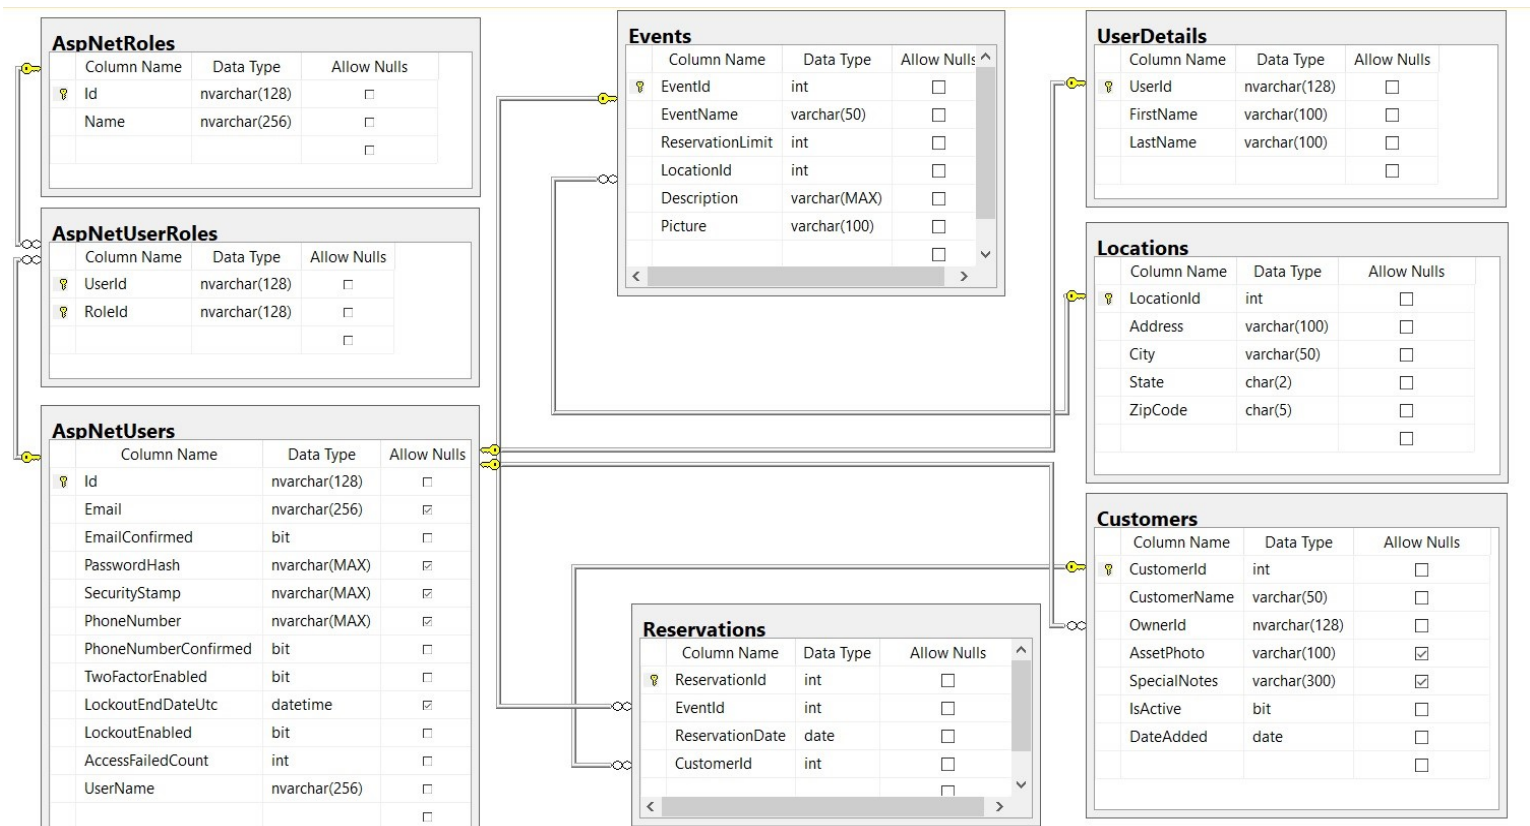 AspNetRoles
Column Name Data Type Allow Nulls
Id nvarchar(128)
Name nvarchar(256)
AspNetUserRoles
Column Name Data Type Allow Nulls
UserId nvarchar(128)
RoleId nvarchar(128)
AspNetUsers
Column Name Data Type Allow Nulls
Id nvarchar(128)
Email nvarchar(256)
EmailConfirmed bit
PasswordHash nvarchar(MAX)
SecurityStamp nvarchar(MAX)
PhoneNumber nvarchar(MAX)
PhoneNumberConfirmed bit
TwoFactorEnabled bit
LockoutEndDateUtc datetime
LockoutEnabled bit
AccessFailedCount int
UserName nvarchar(256)
Events
Column Name Data Type Allow Nulls
EventId int
EventName varchar(50)
ReservationLimit int
LocationId int
Description varchar(MAX)
Picture varchar(100)
Reservations
Column Name Data Type Allow Nulls
ReservationId int
EventId int
ReservationDate date
CustomerId int
UserDetails
Column Name Data Type Allow Nulls
UserId nvarchar(128)
FirstName varchar(100)
LastName varchar(100)
Locations
Column Name Data Type Allow Nulls
LocationId int
Address varchar(100)
City varchar(50)
State char(2)
ZipCode char(5)
Customers
Column Name Data Type Allow Nulls
CustomerId int
CustomerName varchar(50)
OwnerId nvarchar(128)
AssetPhoto varchar(100)
SpecialNotes varchar(300)
IsActive bit
DateAdded date